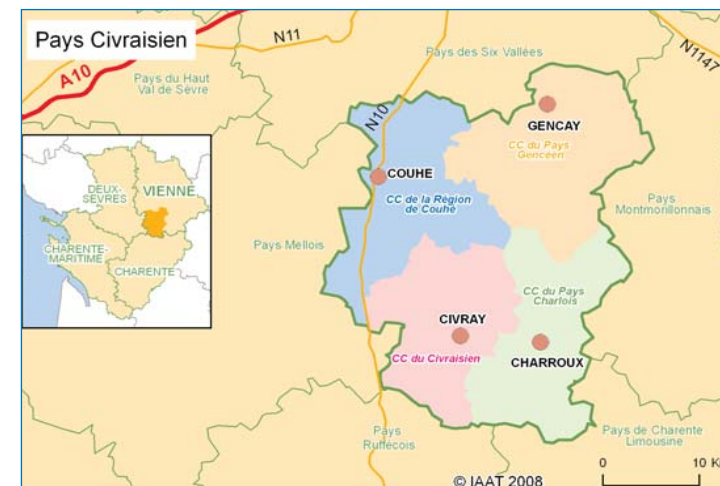 Pays Civraisien
N11
A10
Pays du Haut
Val de Sèvre
Pays des Six Vallées
N1147
N10
GENCAY
CC du Pays
Gencéen
COUHE
CC de la Région
de Couhé
DEUX-
SEVRES
VIENNE
CHARENTE-
MARITIME
CHARENTE
Pays Mellois
Pays
Montmorillonnais
CC du Pays
Charlois
CIVRAY
CC du Civraisien
CHARROUX
Pays
Ruffécois
Pays de Charente
Limousine
© IAAT 2008
0
10 K